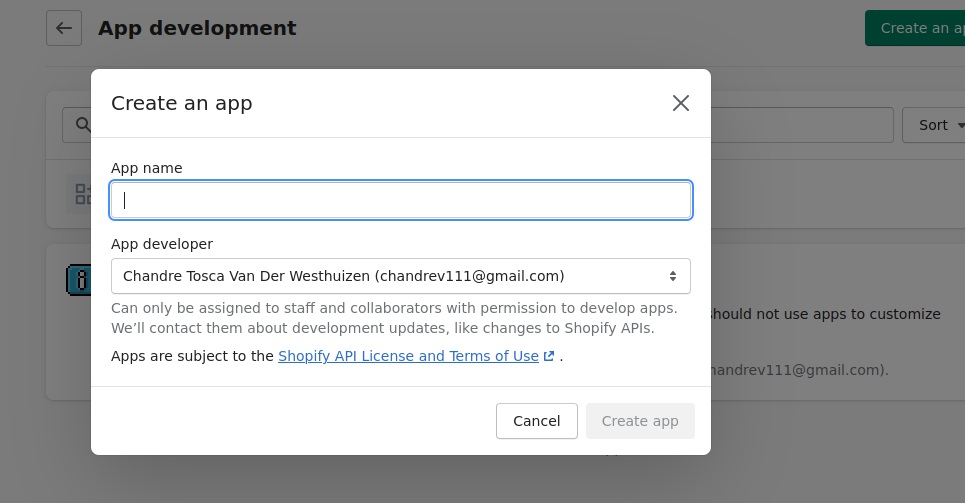 App development
Create an ap
Create an app
Sort
App name
App developer
Chandre Tosca Van Der Westhuizen (chandrev111@gmail.com)
Can only be assigned to staff and collaborators with permission to develop apps.
We’ll contact them about development updates, like changes to Shopify APIs.
should not use apps to customize
Apps are subject to the Shopify API License and Terms of Use .
handrev111@gmail.com).
Cancel
Create app